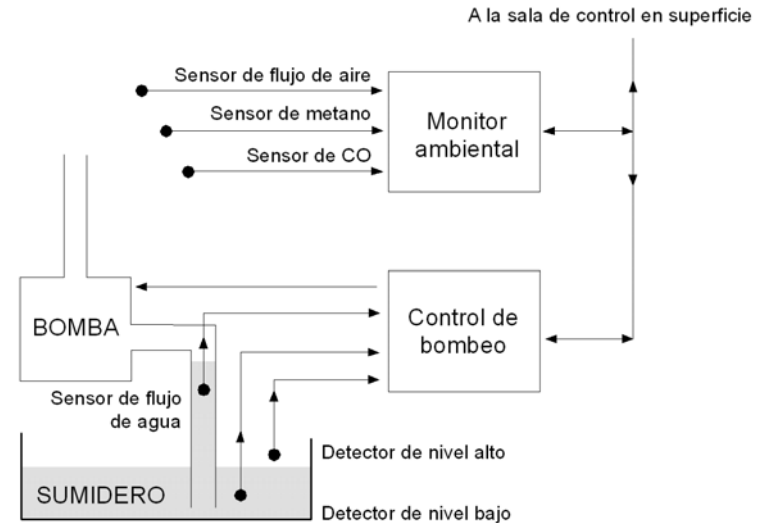 A la sala de control en superficie
Sensor de flujo de aire
Sensor de metano
Sensor de CO
Monitor
ambiental
BOMBA
Control de
bombeo
Sensor de flujo
de agua
Detector de nivel alto
SUMIDERO
Detector de nivel bajo